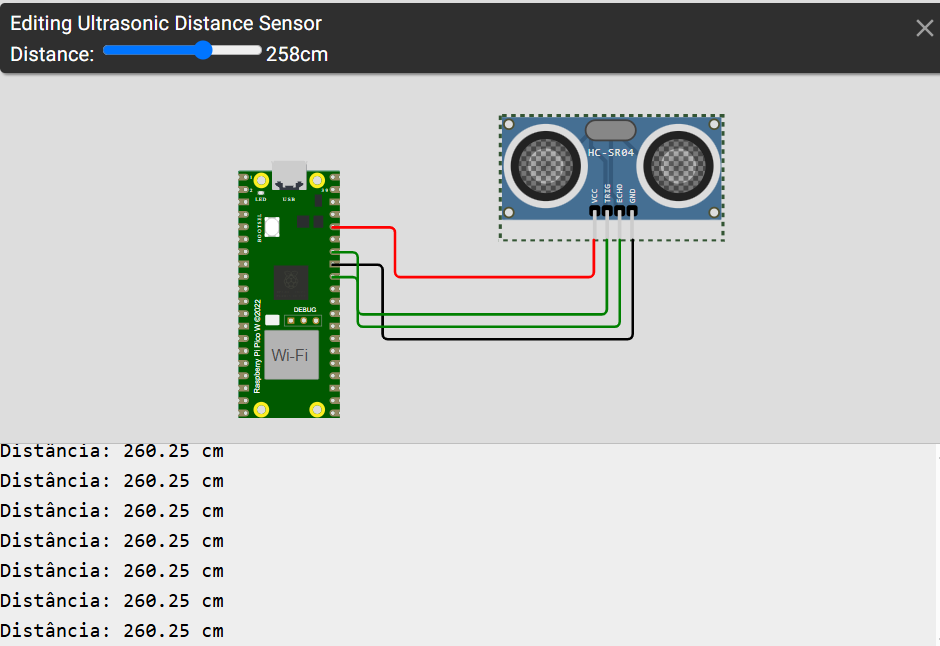 Editing Ultrasonic Distance Sensor
Distance: 258cm
HC-SR04
VCC
TRIG
ECHO
GND
LED
USB
BOOTSEL
DEBUG
Raspberry Pi Pico W ©2022
Wi-Fi
Distância: 260.25 cm
Distância: 260.25 cm
Distância: 260.25 cm
Distância: 260.25 cm
Distância: 260.25 cm
Distância: 260.25 cm
Distância: 260.25 cm